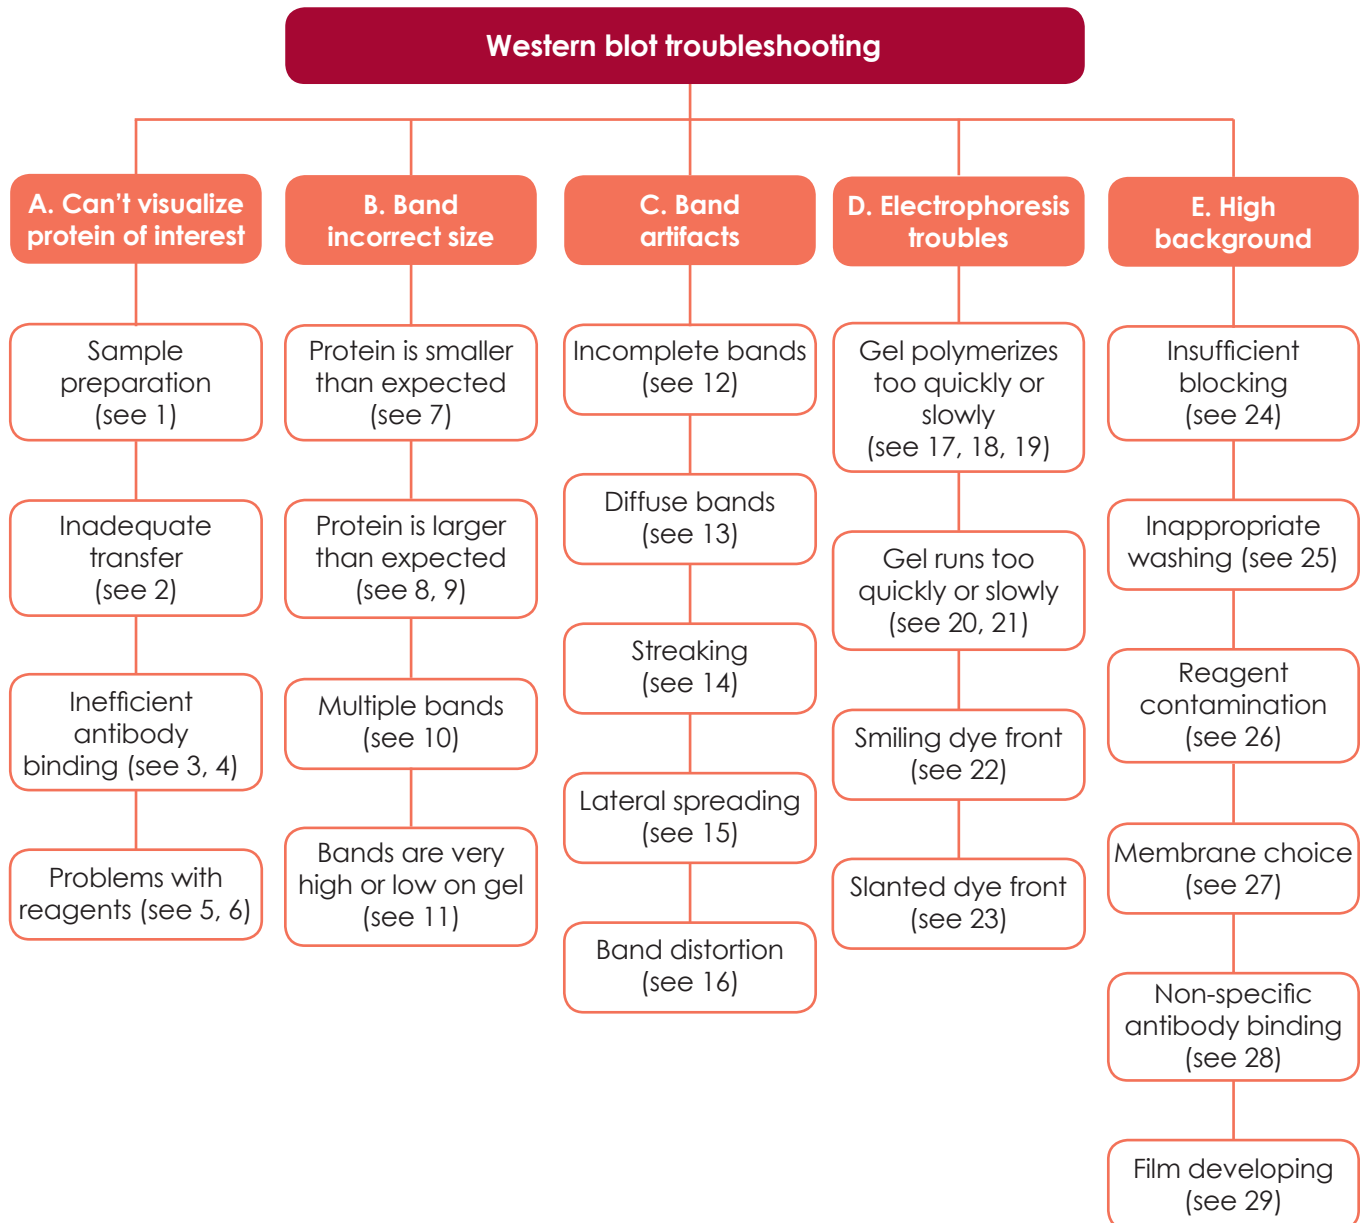 Western blot troubleshooting
A. Can’t visualize
protein of interest
Sample
preparation
(see 1)
Inadequate
transfer
(see 2)
Inefficient
antibody
binding (see 3, 4)
Problems with
reagents (see 5, 6)
B. Band
incorrect size
Protein is smaller
than expected
(see 7)
Protein is larger
than expected
(see 8, 9)
Multiple bands
(see 10)
Bands are very
high or low on gel
(see 11)
C. Band
artifacts
Incomplete bands
(see 12)
Diffuse bands
(see 13)
Streaking
(see 14)
Lateral spreading
(see 15)
Band distortion
(see 16)
D. Electrophoresis
troubles
Gel polymerizes
too quickly or
slowly
(see 17, 18, 19)
Gel runs too
quickly or slowly
(see 20, 21)
Smiling dye front
(see 22)
Slanted dye front
(see 23)
E. High
background
Insufficient
blocking
(see 24)
Inappropriate
washing (see 25)
Reagent
contamination
(see 26)
Membrane choice
(see 27)
Non-specific
antibody binding
(see 28)
Film developing
(see 29)